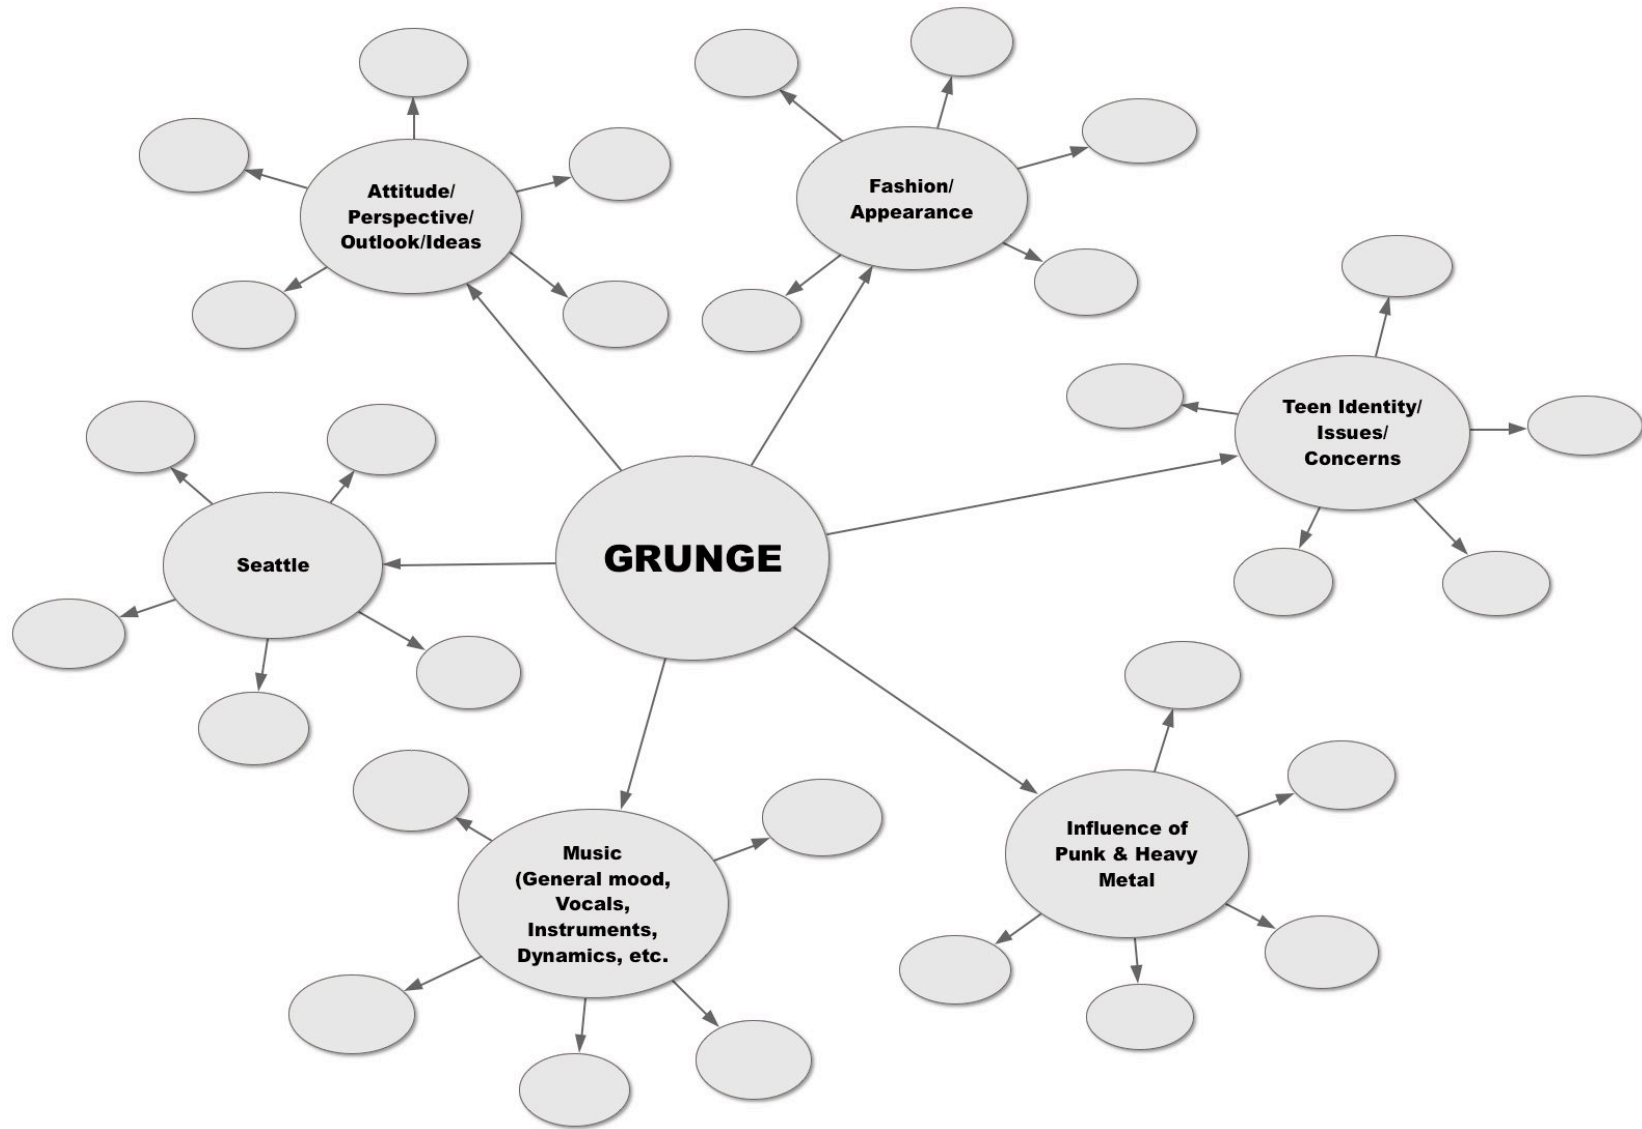 Attitude/
Perspective/
Outlook/Ideas
Fashion/
Appearance
Teen Identity/
Issues/
Concerns
Seattle
GRUNGE
Music
(General mood,
Vocals,
Instruments,
Dynamics, etc.
Influence of
Punk & Heavy
Metal